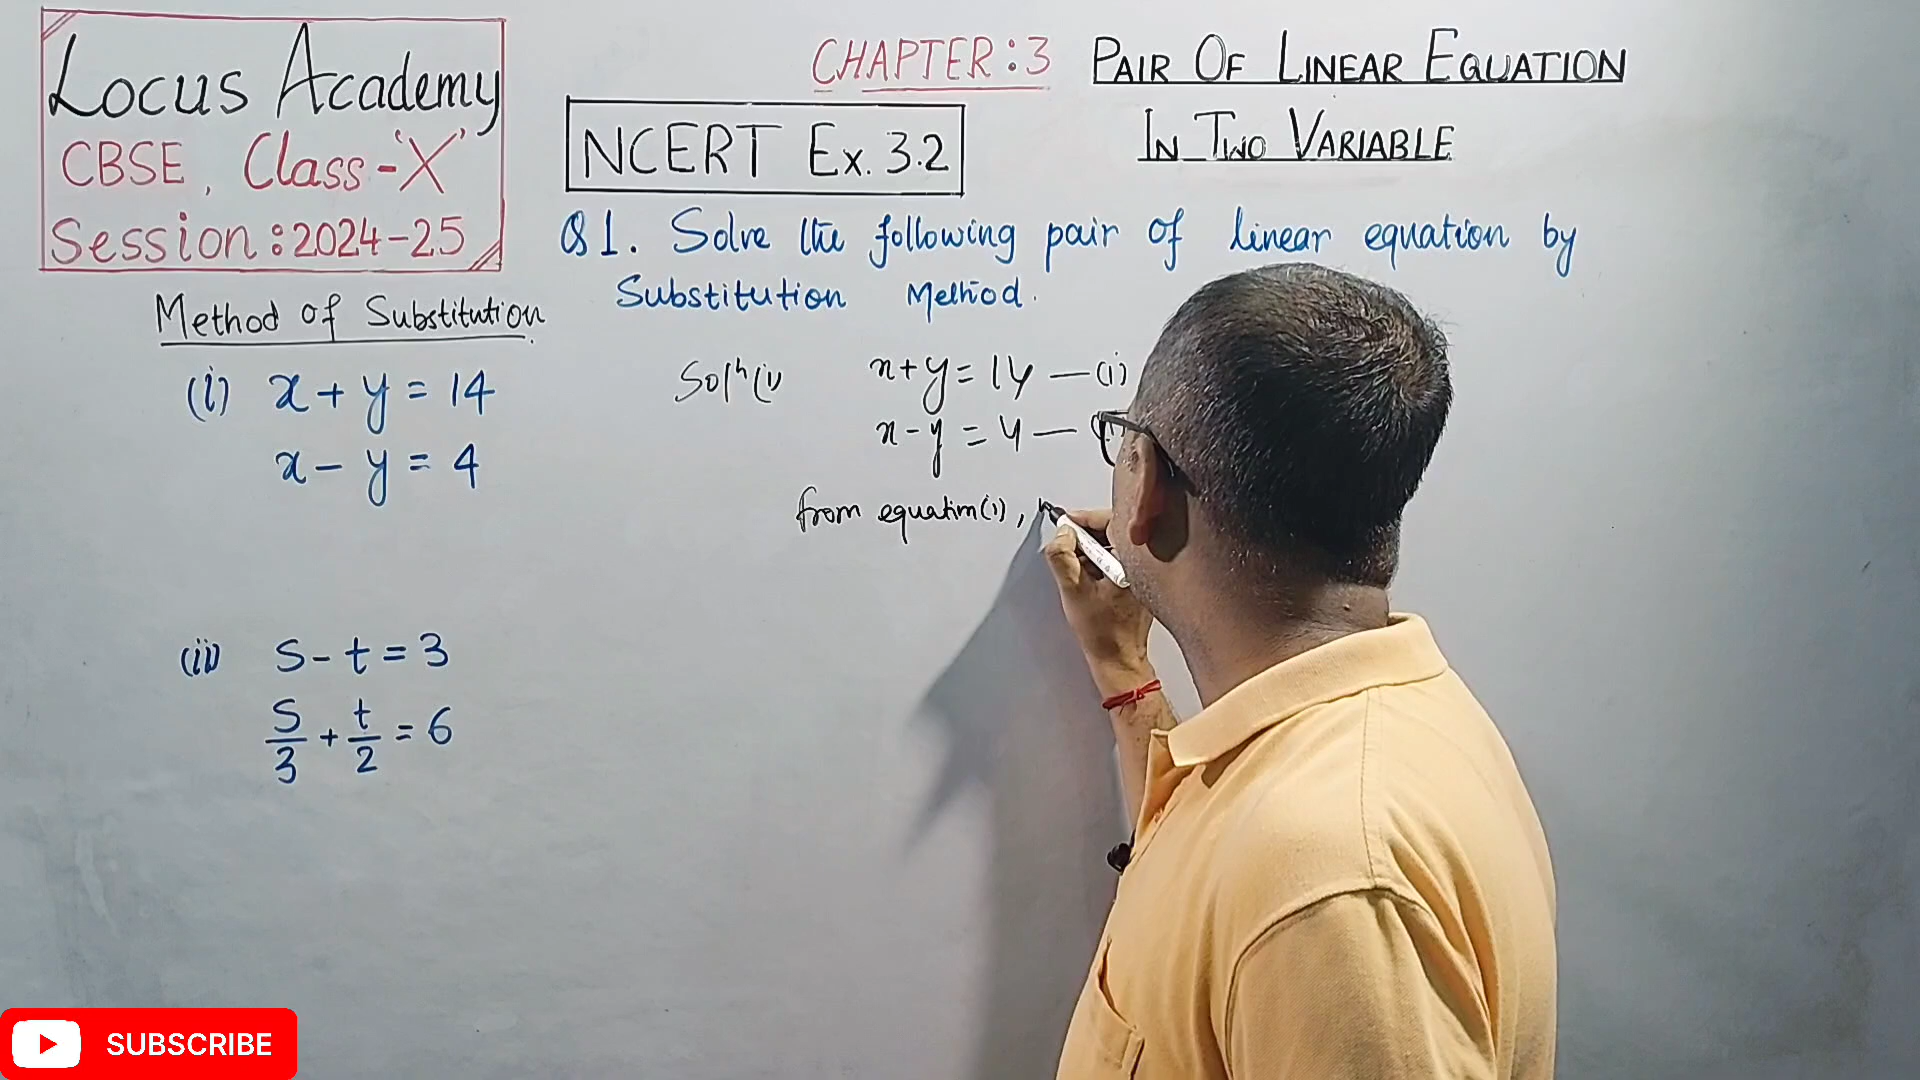 Locus Academy
CBSE, Class-'X'
Session:2024-25
CHAPTER:3 PAIR OF LINEAR EQUATION
IN TWO VARIABLE
NCERT Ex. 3.2
Q1. Solve the following pair of linear equation by
Substitution Method.
Method of Substitution
(i) x + y = 14
x - y = 4
(ii) s - t = 3
s/3 + t/2 = 6
Solⁿ (i) x + y = 14 — (i)
x - y = 4 —
from equation (i),
SUBSCRIBE